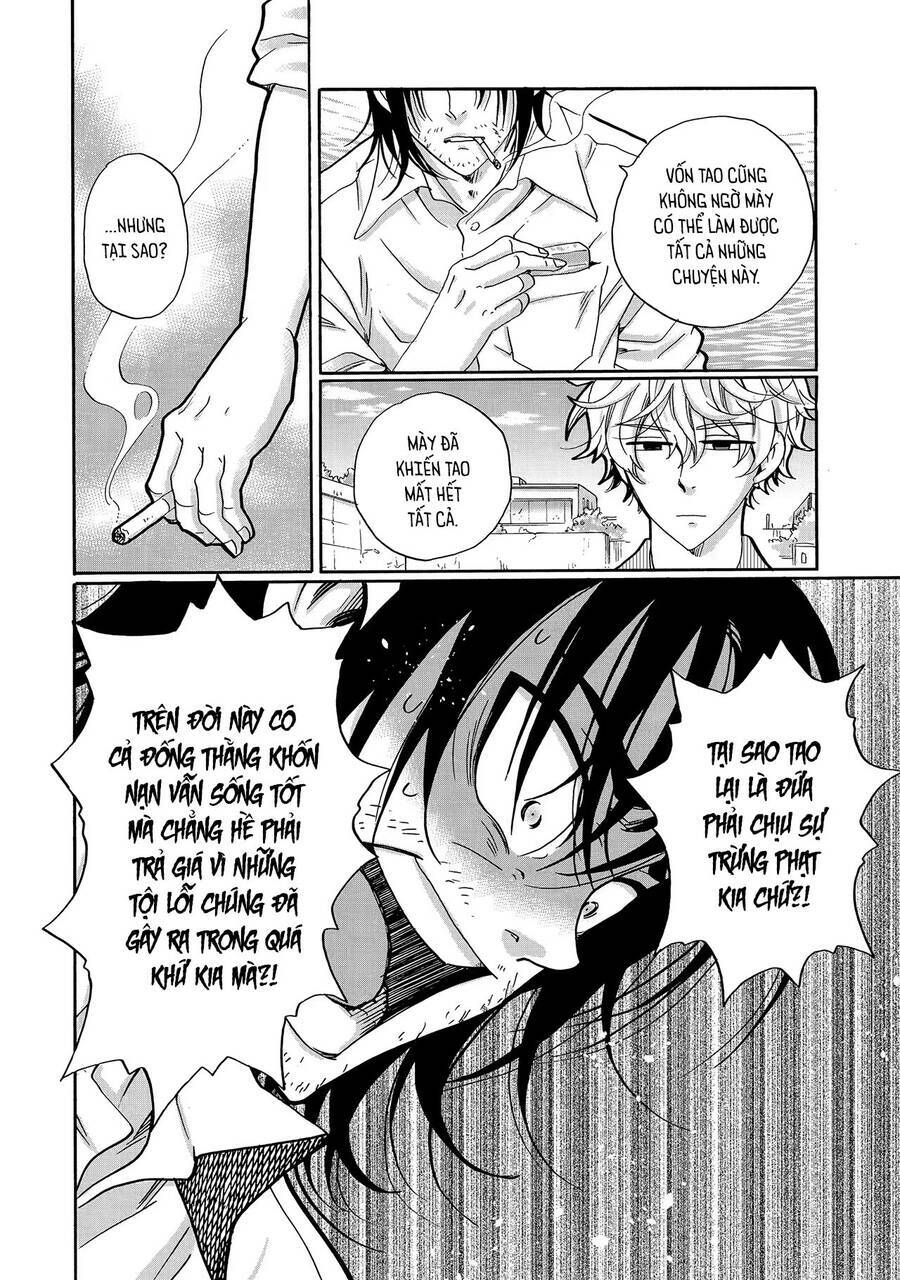 VỐN TAO CŨNG
KHÔNG NGỜ MÀY
CÓ THỂ LÀM ĐƯỢC
TẤT CẢ NHỮNG
CHUYỆN NÀY.
MÀY ĐÃ
KHIẾN TAO
MẤT HẾT
TẤT CẢ.
...NHƯNG
TẠI SAO?
TẠI SAO TAO
LẠI LÀ ĐỨA
PHẢI CHỊU SỰ
TRỪNG PHẠT
KIA CHỨ?!
TRÊN ĐỜI NÀY CÓ
CẢ ĐỐNG THẰNG KHỐN
NẠN VẪN SỐNG TỐT
MÀ CHẲNG HỀ PHẢI
TRẢ GIÁ VÌ NHỮNG
TỘI LỖI CHÚNG ĐÃ
GÂY RA TRONG QUÁ
KHỨ KIA MÀ?!